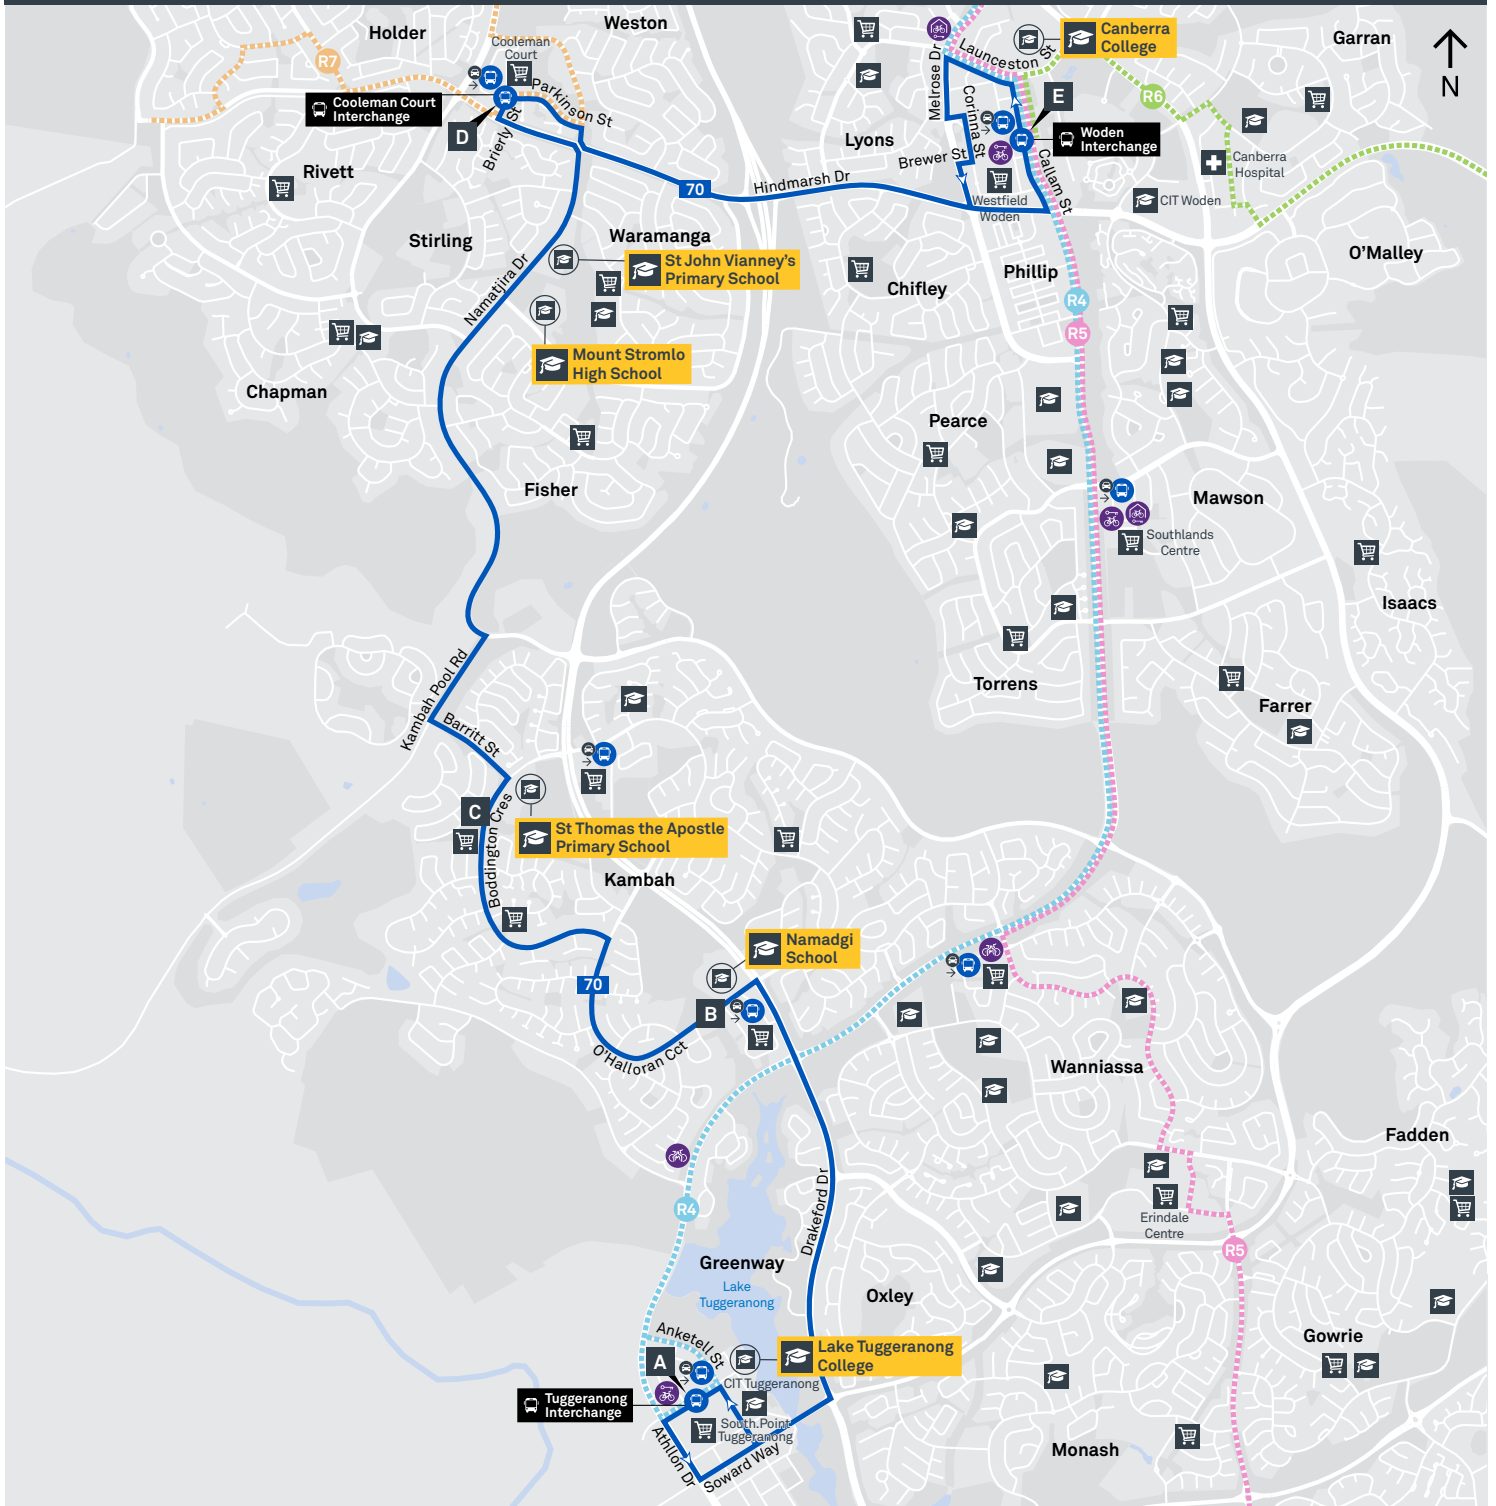 Weston
Holder
Cooleman
Court
R7
Parkinson St
Cooleman Court
Interchange
D
Brierly St
Rivett
Stirling
Namatjira Dr
Waramanga
St John Vianney's
Primary School
Mount Stromlo
High School
Chapman
Fisher
70
Hindmarsh Dr
Melrose Dr
Launceston St
Canberra
College
Garran
N
Corinna St
E
R6
Lyons
Brewer St
Woden
Interchange
Callam St
Canberra
Hospital
Westfield
Woden
CIT Woden
O'Malley
Phillip
Chifley
R4
R5
Pearce
Mawson
Southlands
Centre
Isaacs
Torrens
Farrer
Kambah Pool Rd
Barritt St
C
Boddington Cres
St Thomas the Apostle
Primary School
Kambah
Namadgi
School
70
B
O'Halloran Cct
Wanniassa
Fadden
Drakeford Dr
R4
Erindale
Centre
R5
Greenway
Lake
Tuggeranong
Oxley
Gowrie
Anketell St
A
Lake Tuggeranong
College
CIT Tuggeranong
Tuggeranong
Interchange
South.Point
Tuggeranong
Athllon Dr
Soward Way
Monash